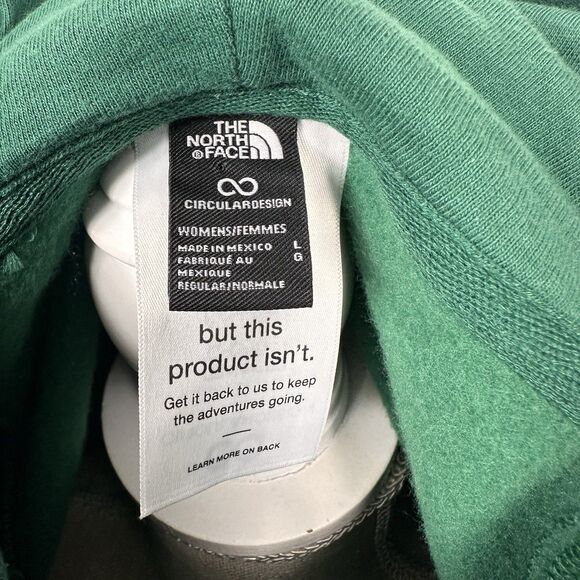 THE
NORTH
®FACE
CIRCULARDESIGN
WOMENS/FEMMES
MADE IN MEXICO L
FABRIQUÉ AU G
MEXIQUE
REGULAR/NORMALE
but this
product isn't.
Get it back to us to keep
the adventures going.
LEARN MORE ON BACK